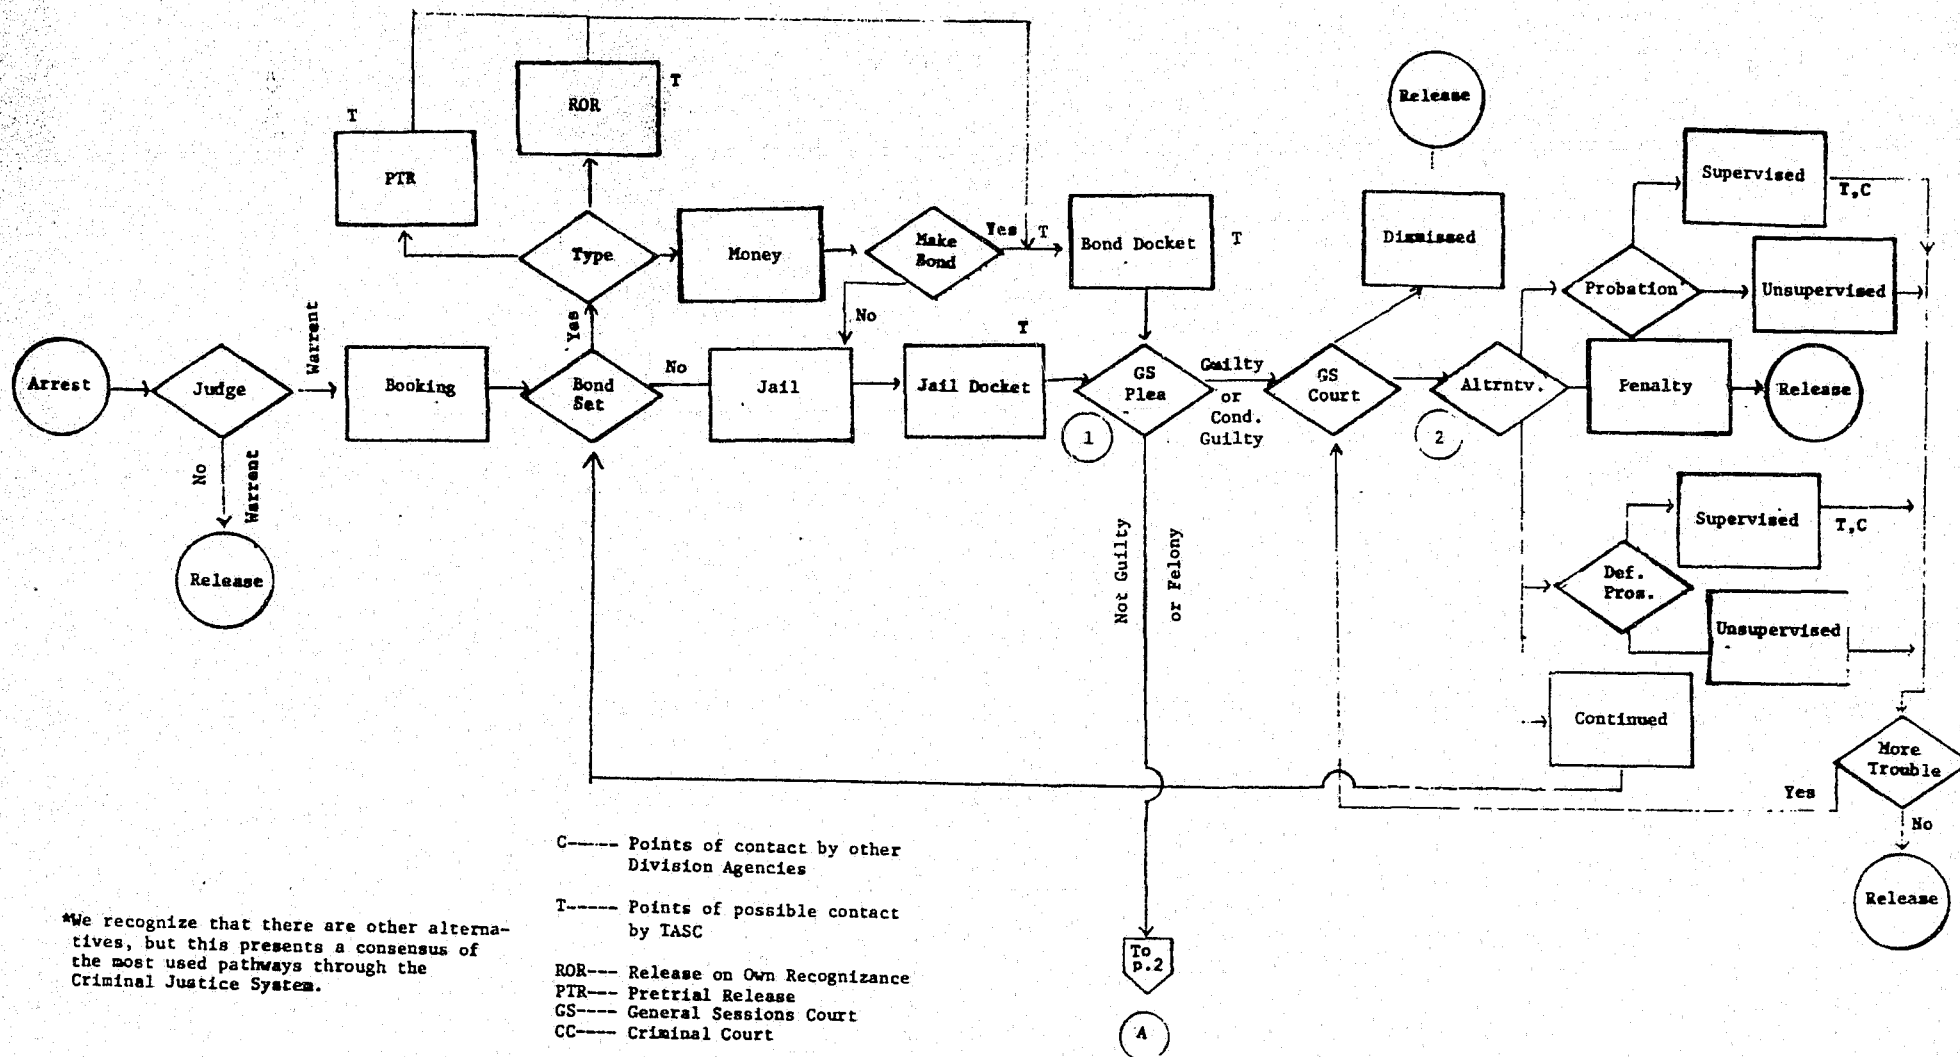 Release
T
ROR
T
PTR
Supervised
T,C
Type
Money
Make
Bond
Yes
T
Bond Docket
T
Dismissed
Probation
Unsupervised
Warrent
Yes
No
T
Arrest
Judge
Booking
Bond
Set
No
Jail
Jail Docket
GS
Plea
Guilty
or
Cond.
Guilty
GS
Court
Altrntv.
Penalty
Release
1
2
No
Warrent
Release
Not Guilty
or Felony
Supervised
T,C
Def.
Pros.
Unsupervised
Continued
More
Trouble
Yes
No
Release
C----- Points of contact by other
Division Agencies
T----- Points of possible contact
by TASC
ROR--- Release on Own Recognizance
PTR--- Pretrial Release
GS---- General Sessions Court
CC---- Criminal Court
*We recognize that there are other alterna-
tives, but this presents a consensus of
the most used pathways through the
Criminal Justice System.
To
p.2
A